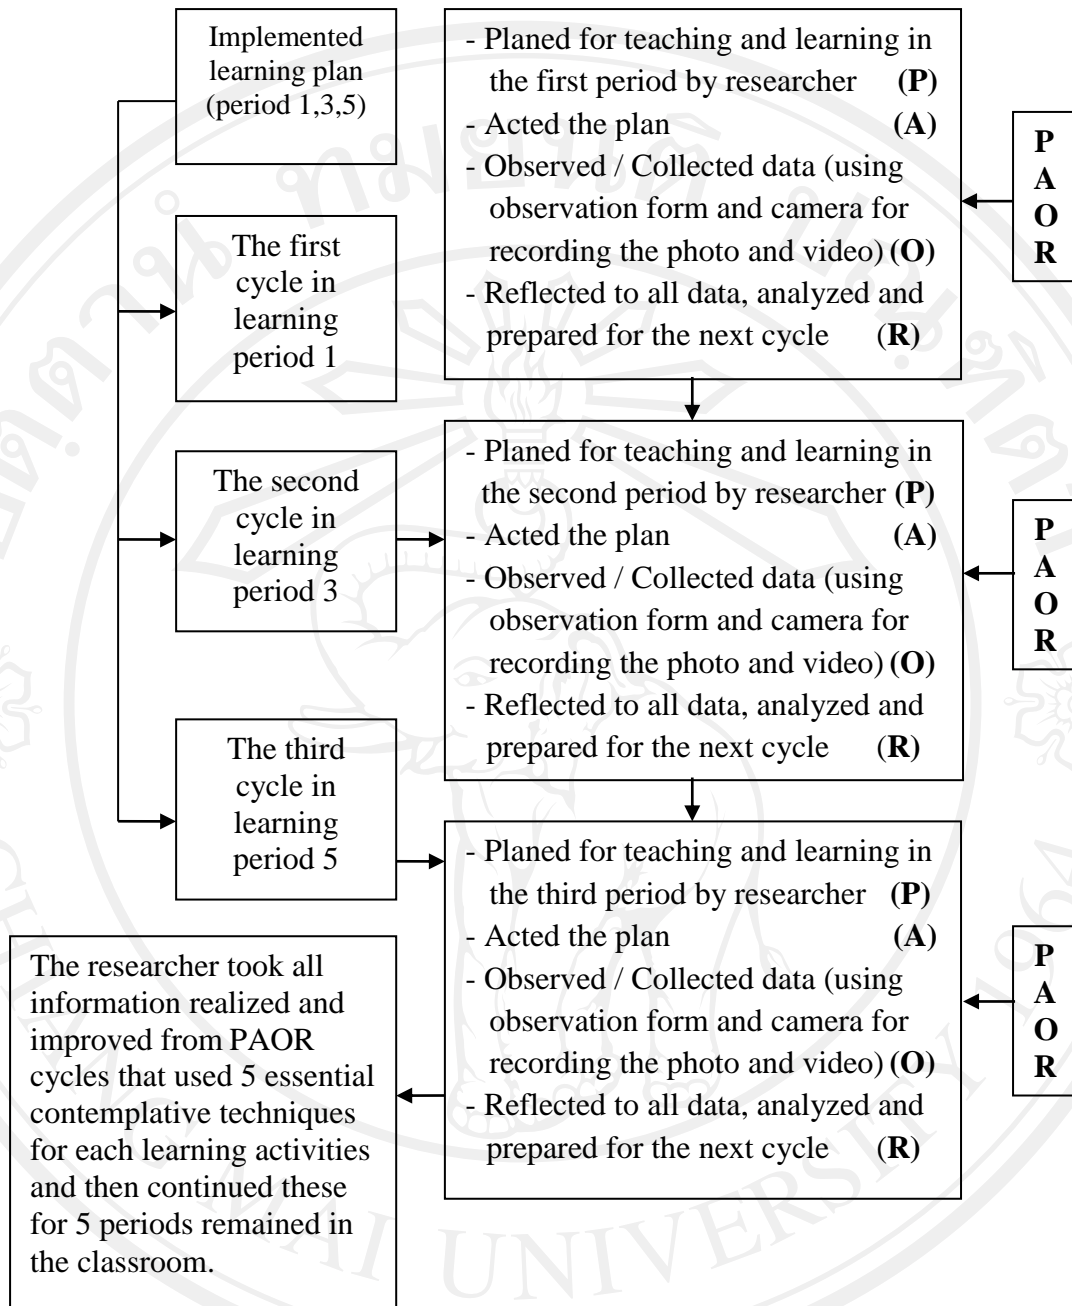 Implemented
learning plan
(period 1,3,5)
- Planed for teaching and learning in
the first period by researcher (P)
- Acted the plan (A)
- Observed / Collected data (using
observation form and camera for
recording the photo and video) (O)
- Reflected to all data, analyzed and
prepared for the next cycle (R)
P
A
O
R
The first
cycle in
learning
period 1
The second
cycle in
learning
period 3
- Planed for teaching and learning in
the second period by researcher (P)
- Acted the plan (A)
- Observed / Collected data (using
observation form and camera for
recording the photo and video) (O)
- Reflected to all data, analyzed and
prepared for the next cycle (R)
P
A
O
R
The third
cycle in
learning
period 5
- Planed for teaching and learning in
the third period by researcher (P)
- Acted the plan (A)
- Observed / Collected data (using
observation form and camera for
recording the photo and video) (O)
- Reflected to all data, analyzed and
prepared for the next cycle (R)
P
A
O
R
The researcher took all
information realized and
improved from PAOR
cycles that used 5 essential
contemplative techniques
for each learning activities
and then continued these
for 5 periods remained in
the classroom.
CHIANG MAI UNIVERSITY 1964